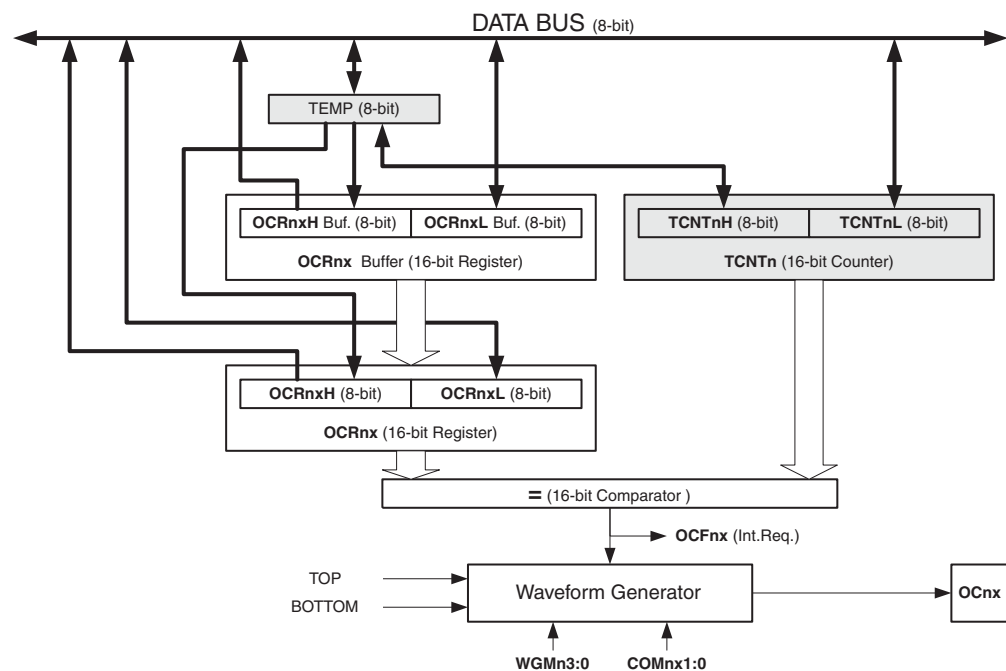 DATA BUS (8-bit)
TEMP (8-bit)
OCRnxH Buf. (8-bit) OCRnxL Buf. (8-bit)
OCRnx Buffer (16-bit Register)
TCNTnH (8-bit) TCNTnL (8-bit)
TCNTn (16-bit Counter)
OCRnxH (8-bit) OCRnxL (8-bit)
OCRnx (16-bit Register)
= (16-bit Comparator )
OCFnx (Int.Req.)
TOP
BOTTOM
Waveform Generator
OCnx
WGMn3:0 COMnx1:0